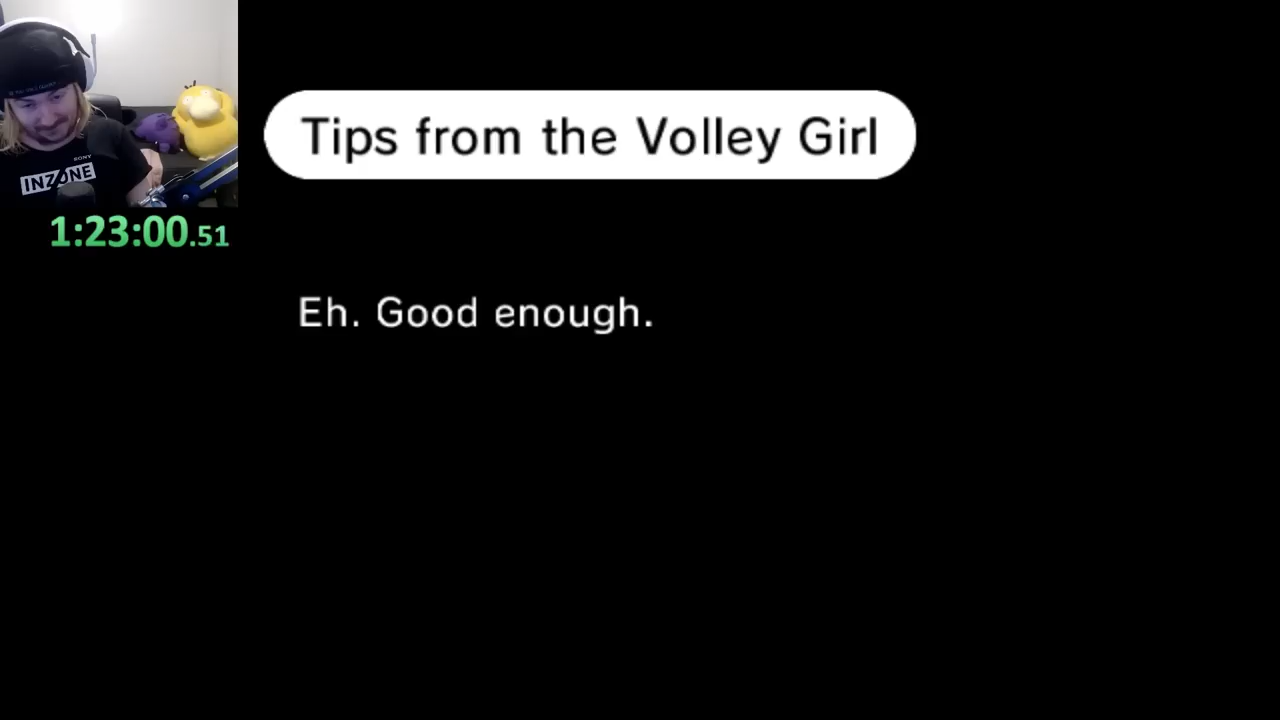 Tips from the Volley Girl
SONY
INZONE
1:23:00.51
Eh. Good enough.